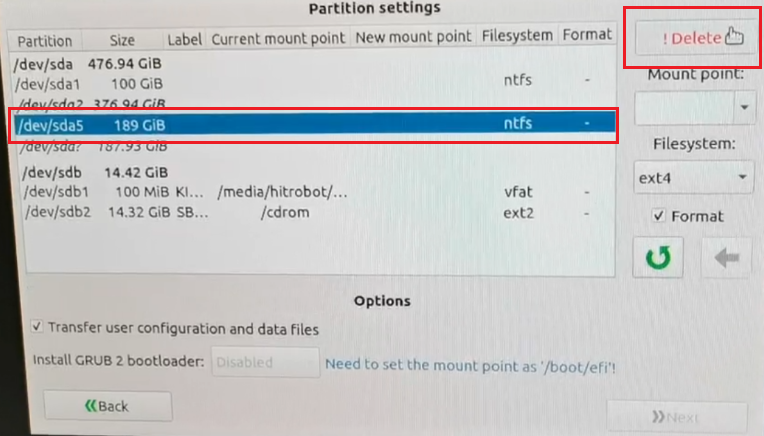 Partition settings
Partition Size Label Current mount point New mount point Filesystem Format
/dev/sda 476.94 GiB
/dev/sda1 100 GiB ntfs -
/dev/sda2 376.94 GiB
/dev/sda5 189 GiB ntfs -
/dev/sda? 187.93 GiB
/dev/sdb 14.42 GiB
/dev/sdb1 100 MiB KI... /media/hitrobot/... vfat -
/dev/sdb2 14.32 GiB SB... /cdrom ext2 -
! Delete
Mount point:
Filesystem:
ext4
Format
Options
Transfer user configuration and data files
Install GRUB 2 bootloader: Disabled Need to set the mount point as '/boot/efi'!
Back
Next